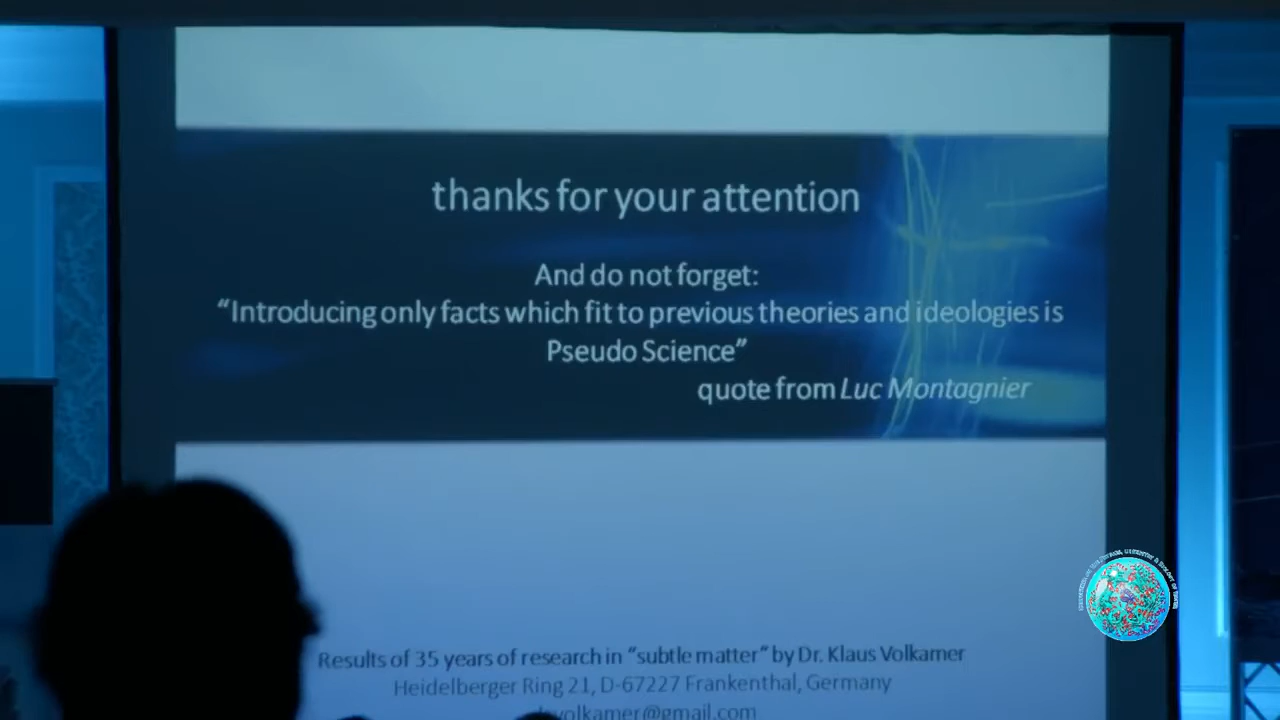 thanks for your attention
And do not forget:
“Introducing only facts which fit to previous theories and ideologies is
Pseudo Science”
quote from Luc Montagnier
Results of 35 years of research in “subtle matter” by Dr. Klaus Volkamer
Heidelberger Ring 21, D-67227 Frankenthal, Germany